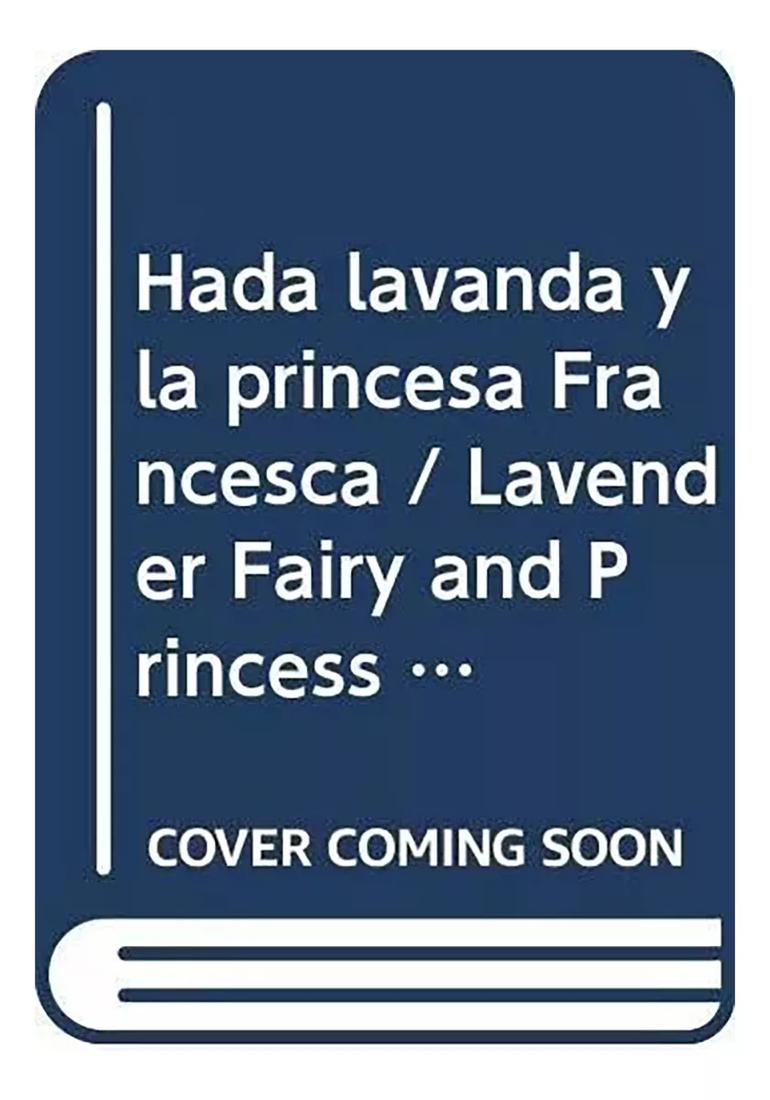 Hada lavanda y
la princesa Fra
ncesca / Lavend
er Fairy and P
rincess ...
COVER COMING SOON